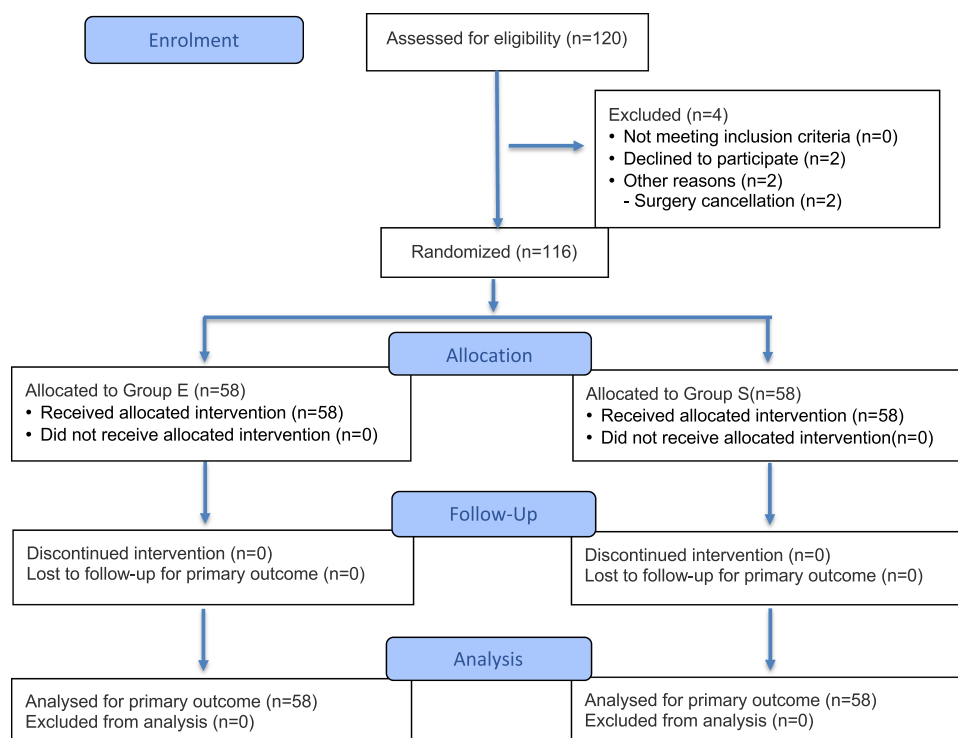 Enrolment
Assessed for eligibility (n=120)
Excluded (n=4)
• Not meeting inclusion criteria (n=0)
• Declined to participate (n=2)
• Other reasons (n=2)
- Surgery cancellation (n=2)
Randomized (n=116)
Allocation
Allocated to Group E (n=58)
• Received allocated intervention (n=58)
• Did not receive allocated intervention (n=0)
Allocated to Group S(n=58)
• Received allocated intervention (n=58)
• Did not receive allocated intervention(n=0)
Follow-Up
Discontinued intervention (n=0)
Lost to follow-up for primary outcome (n=0)
Discontinued intervention (n=0)
Lost to follow-up for primary outcome (n=0)
Analysis
Analysed for primary outcome (n=58)
Excluded from analysis (n=0)
Analysed for primary outcome (n=58)
Excluded from analysis (n=0)